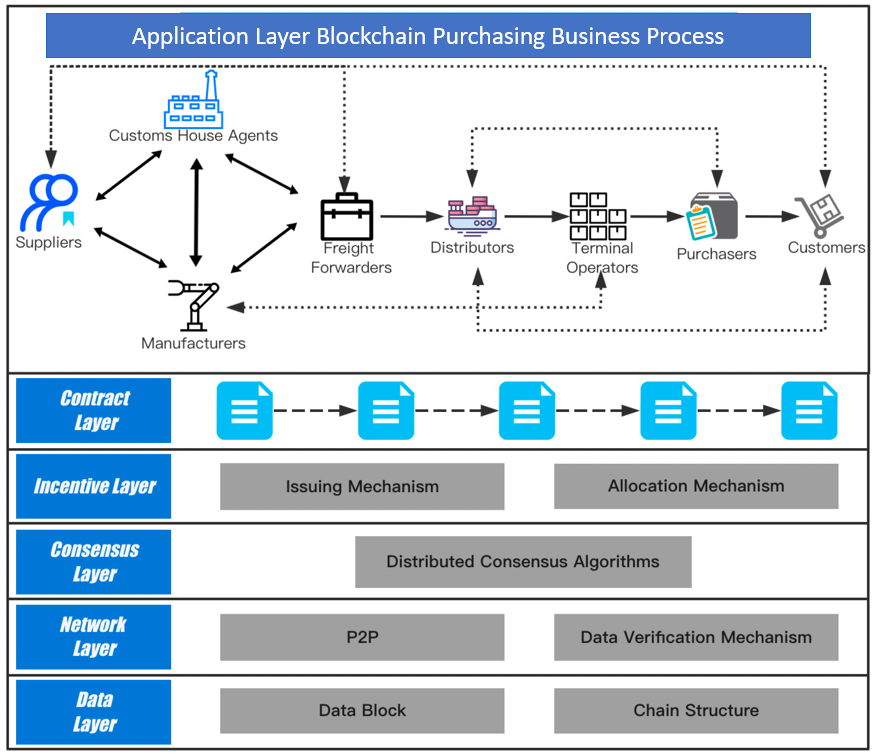 Application Layer Blockchain Purchasing Business Process
Customs House Agents
Suppliers
Freight
Forwarders
Distributors
Terminal
Operators
Purchasers
Customers
Manufacturers
Contract
Layer
Incentive Layer
Issuing Mechanism
Allocation Mechanism
Consensus
Layer
Distributed Consensus Algorithms
Network
Layer
P2P
Data Verification Mechanism
Data
Layer
Data Block
Chain Structure